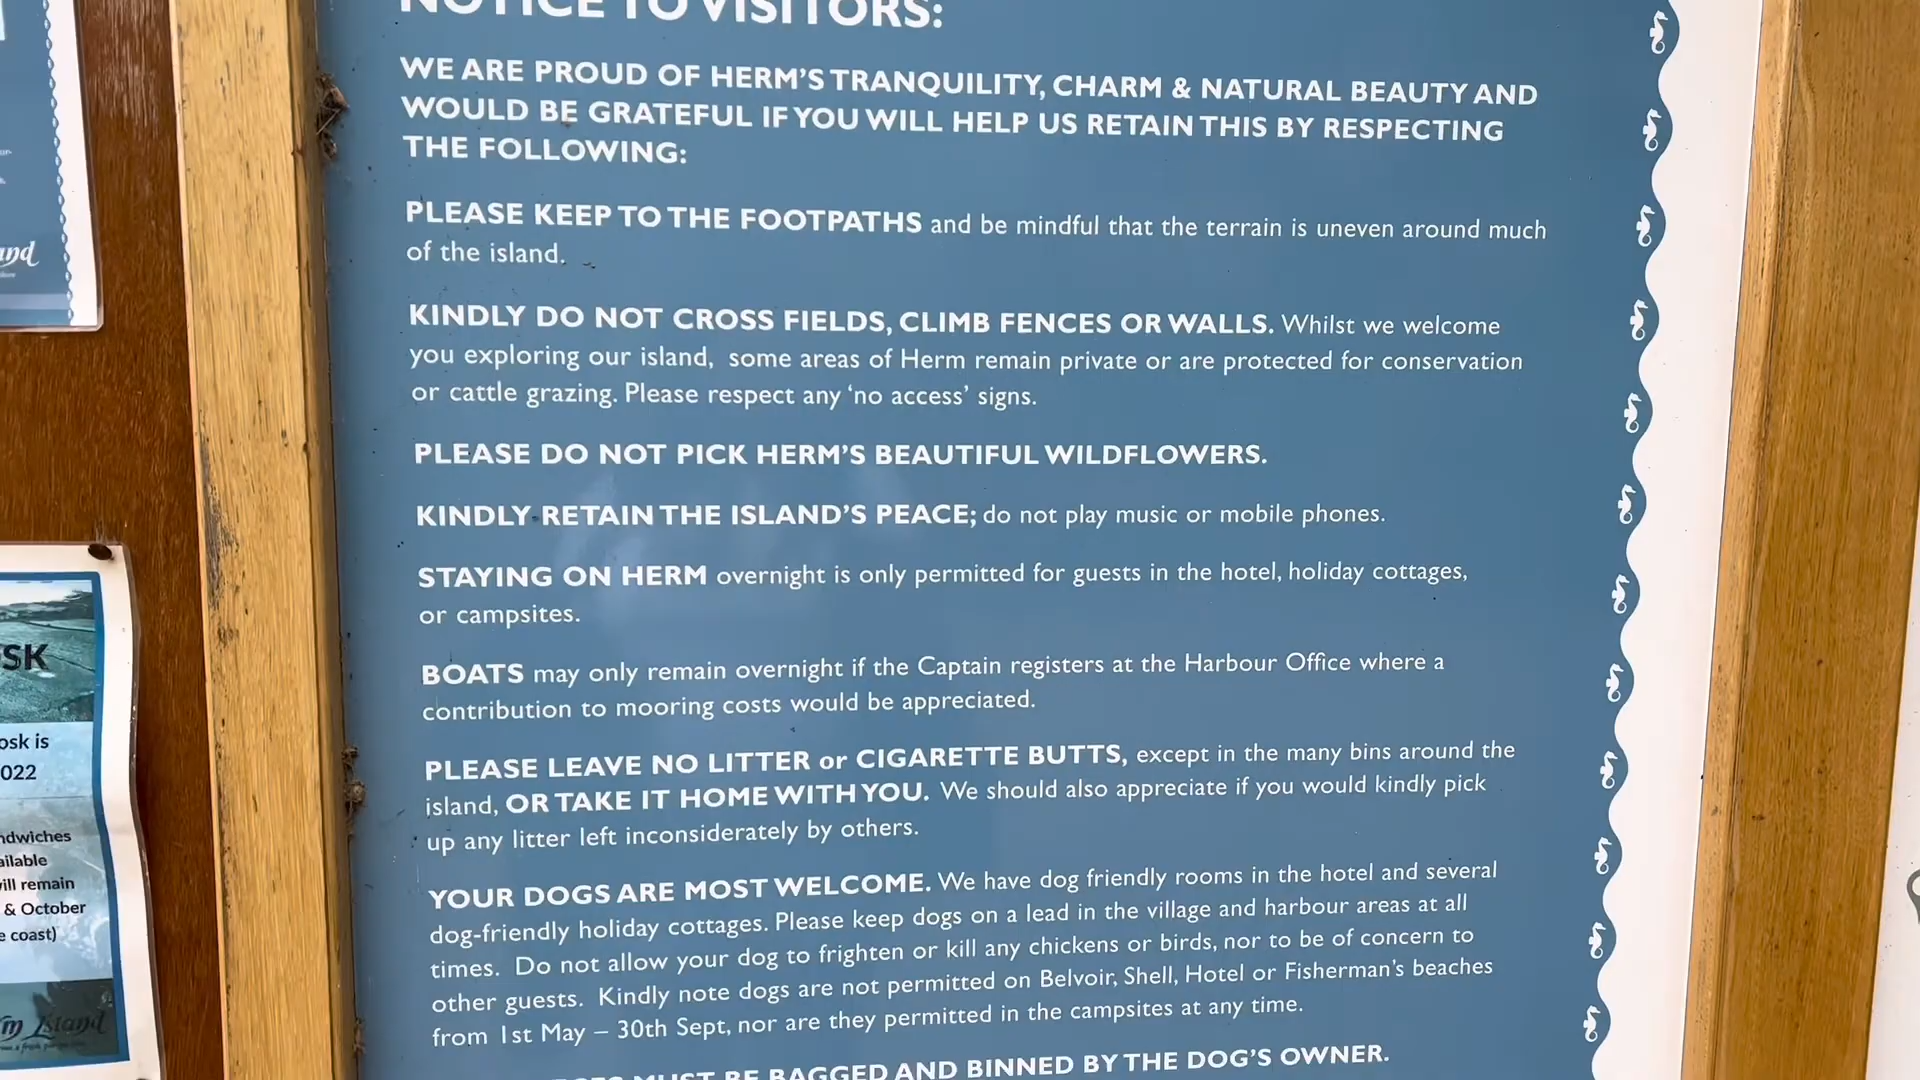 NOTICE TO VISITORS:
WE ARE PROUD OF HERM'S TRANQUILITY, CHARM & NATURAL BEAUTY AND
WOULD BE GRATEFUL IF YOU WILL HELP US RETAIN THIS BY RESPECTING
THE FOLLOWING:
PLEASE KEEP TO THE FOOTPATHS and be mindful that the terrain is uneven around much
of the island.
KINDLY DO NOT CROSS FIELDS, CLIMB FENCES OR WALLS. Whilst we welcome
you exploring our island, some areas of Herm remain private or are protected for conservation
or cattle grazing. Please respect any ‘no access’ signs.
PLEASE DO NOT PICK HERM'S BEAUTIFUL WILDFLOWERS.
KINDLY RETAIN THE ISLAND'S PEACE; do not play music or mobile phones.
STAYING ON HERM overnight is only permitted for guests in the hotel, holiday cottages,
or campsites.
BOATS may only remain overnight if the Captain registers at the Harbour Office where a
contribution to mooring costs would be appreciated.
PLEASE LEAVE NO LITTER or CIGARETTE BUTTS, except in the many bins around the
island, OR TAKE IT HOME WITH YOU. We should also appreciate if you would kindly pick
up any litter left inconsiderately by others.
YOUR DOGS ARE MOST WELCOME. We have dog friendly rooms in the hotel and several
dog-friendly holiday cottages. Please keep dogs on a lead in the village and harbour areas at all
times. Do not allow your dog to frighten or kill any chickens or birds, nor to be of concern to
other guests. Kindly note dogs are not permitted on Belvoir, Shell, Hotel or Fisherman's beaches
from 1st May – 30th Sept, nor are they permitted in the campsites at any time.
MUST BE BAGGED AND BINNED BY THE DOG'S OWNER.
SK
osk is
022
ndwiches
ailable
ill remain
& October
e coast)
Island